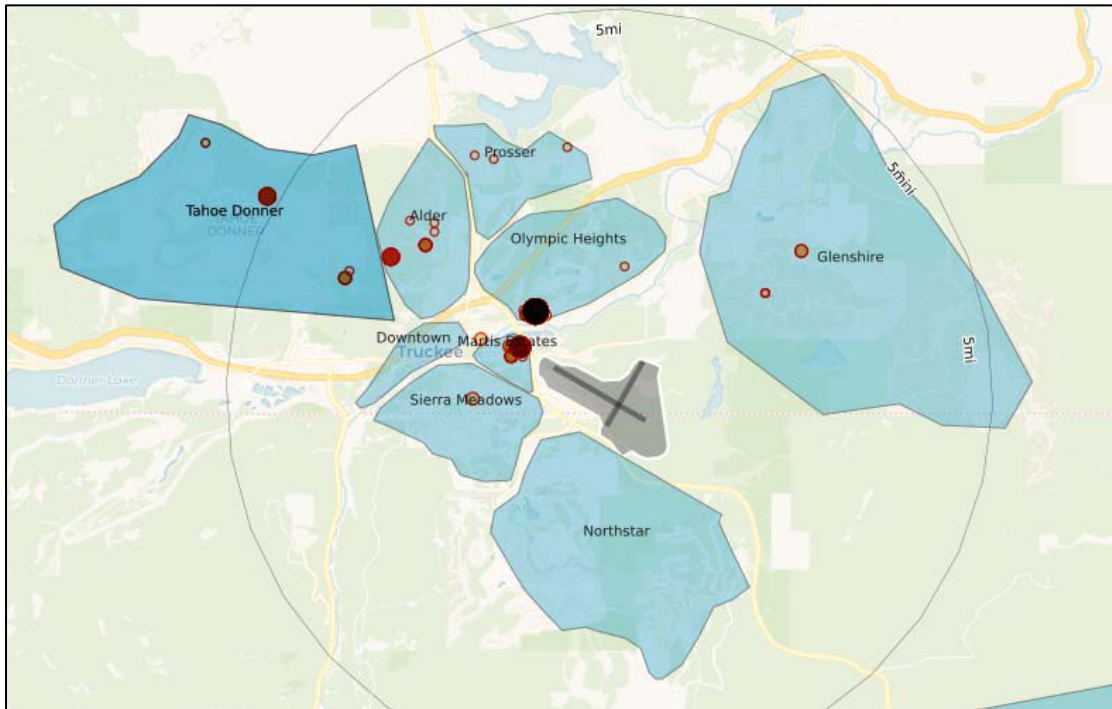 5mi
Prosser
Tahoe Donner
TAHOE
DONNER
Alder
Olympic Heights
Glenshire
5mi
Downtown
Martis Estates
Truckee
5mi
Donner Lake
Sierra Meadows
Northstar